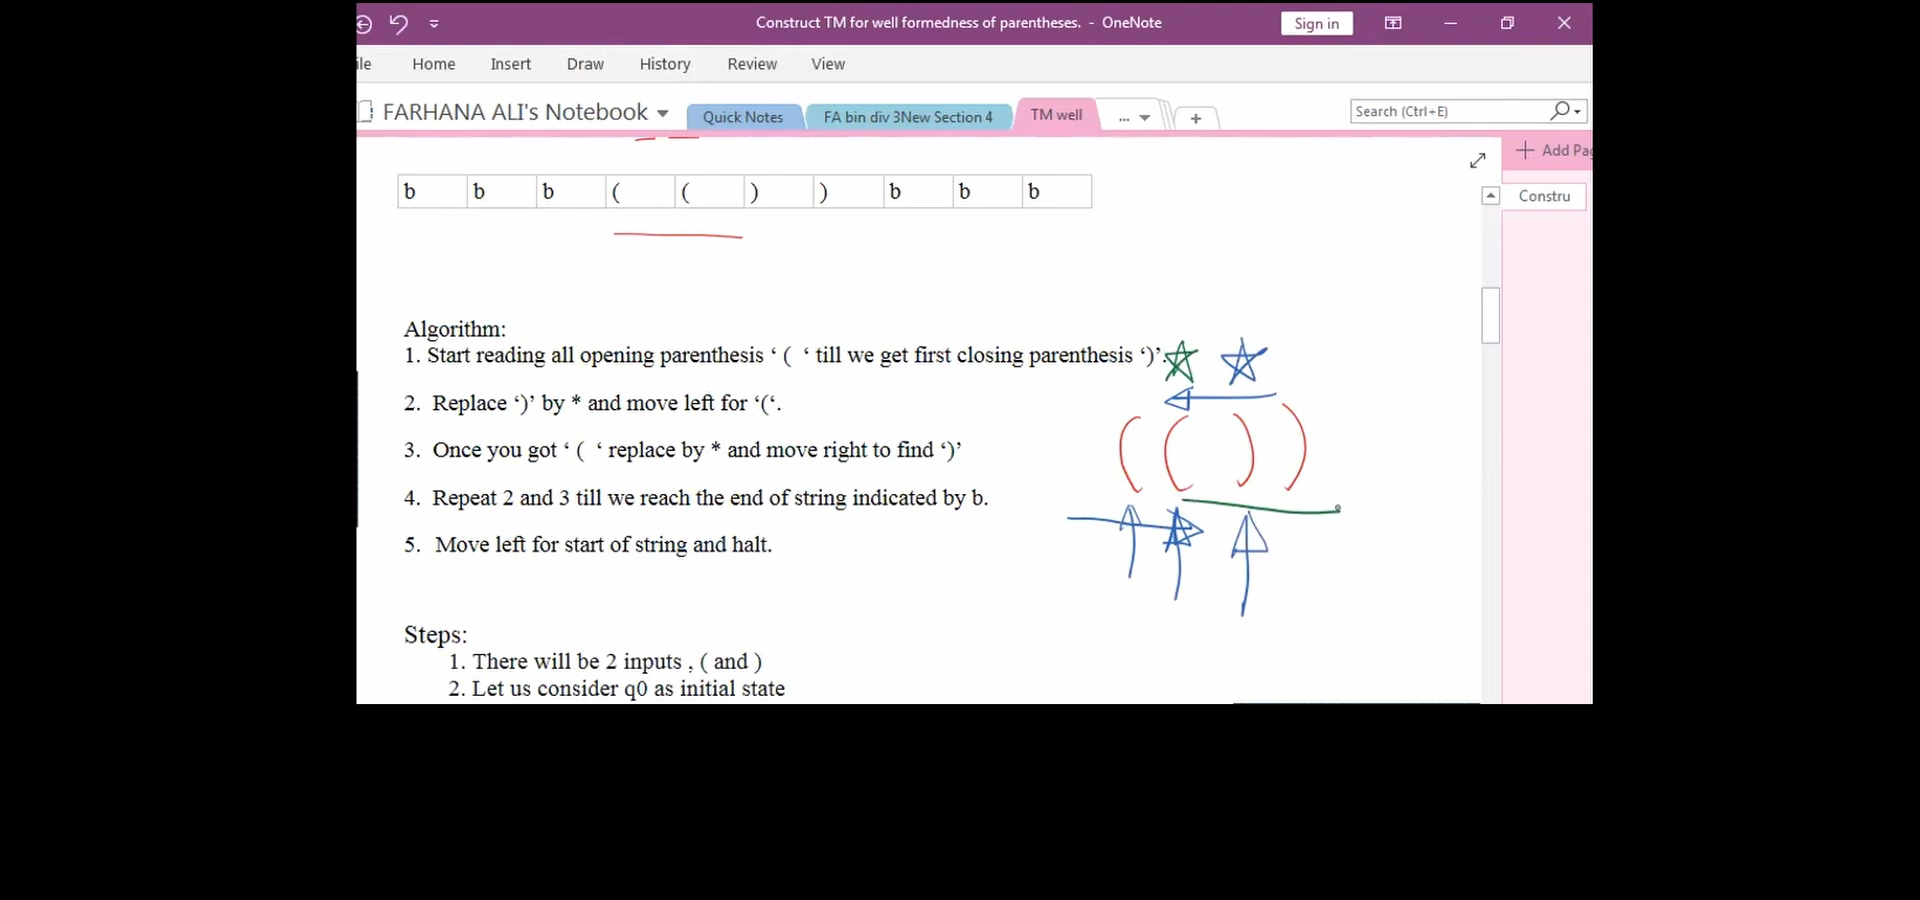 Construct TM for well formedness of parentheses. - OneNote
Sign in
ile Home Insert Draw History Review View
FARHANA ALI's Notebook
Quick Notes
FA bin div 3New Section 4
TM well
...
+
Search (Ctrl+E)
+ Add Pag
Constru
b b b ( ( ) ) b b b
Algorithm:
1. Start reading all opening parenthesis ‘ ( ‘ till we get first closing parenthesis ‘)’.
2. Replace ‘)’ by * and move left for ‘(‘.
3. Once you got ‘ ( ‘ replace by * and move right to find ‘)’
4. Repeat 2 and 3 till we reach the end of string indicated by b.
5. Move left for start of string and halt.
( ( ) )
Steps:
1. There will be 2 inputs , ( and )
2. Let us consider q0 as initial state